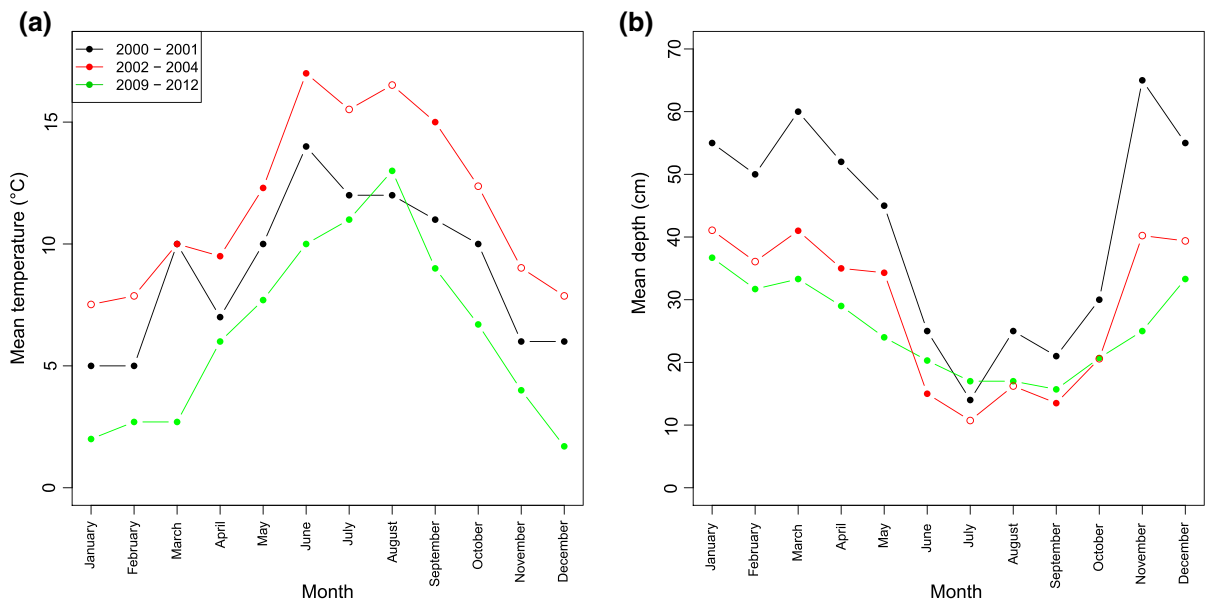 (a)
2000 − 2001
2002 − 2004
2009 − 2012
Mean temperature (°C)
15
10
5
0
January
February
March
April
May
June
July
August
September
October
November
December
Month
(b)
Mean depth (cm)
70
60
50
40
30
20
10
0
January
February
March
April
May
June
July
August
September
October
November
December
Month